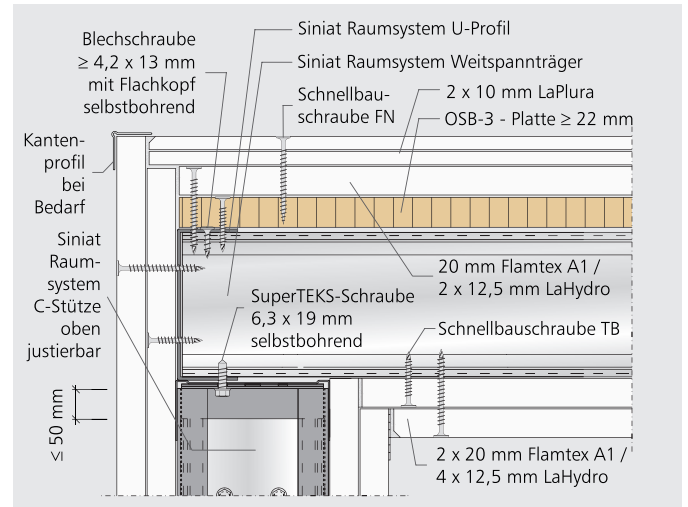 Blechschraube
≥ 4,2 x 13 mm
mit Flachkopf
selbstbohrend
Siniat Raumsystem U-Profil
Siniat Raumsystem Weitspannträger
Schnellbau-
schraube FN
2 x 10 mm LaPlura
OSB-3 - Platte ≥ 22 mm
Kanten-
profil
bei
Bedarf
Siniat
Raum-
system
C-Stütze
oben
justierbar
SuperTEKS-Schraube
6,3 x 19 mm
selbstbohrend
20 mm Flamtex A1 /
2 x 12,5 mm LaHydro
Schnellbauschraube TB
≤ 50 mm
2 x 20 mm Flamtex A1 /
4 x 12,5 mm LaHydro